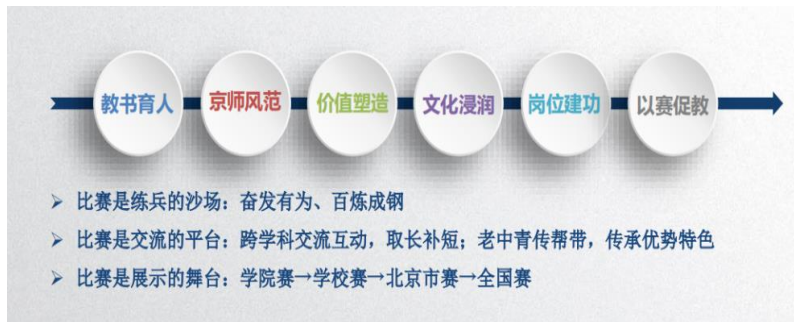 教书育人 京师风范 价值塑造 文化浸润 岗位建功 以赛促教
➢ 比赛是练兵的沙场：奋发有为、百炼成钢
➢ 比赛是交流的平台：跨学科交流互动，取长补短；老中青传帮带，传承优势特色
➢ 比赛是展示的舞台：学院赛→学校赛→北京市赛→全国赛